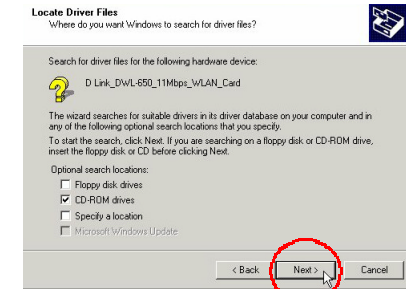 Locate Driver Files
Where do you want Windows to search for driver files?
Search for driver files for the following hardware device:
D Link_DWL-650_11Mbps_WLAN_Card
The wizard searches for suitable drivers in its driver database on your computer and in
any of the following optional search locations that you specify.
To start the search, click Next. If you are searching on a floppy disk or CD-ROM drive,
insert the floppy disk or CD before clicking Next.
Optional search locations:
Floppy disk drives
CD-ROM drives
Specify a location
Microsoft Windows Update
< Back Next > Cancel